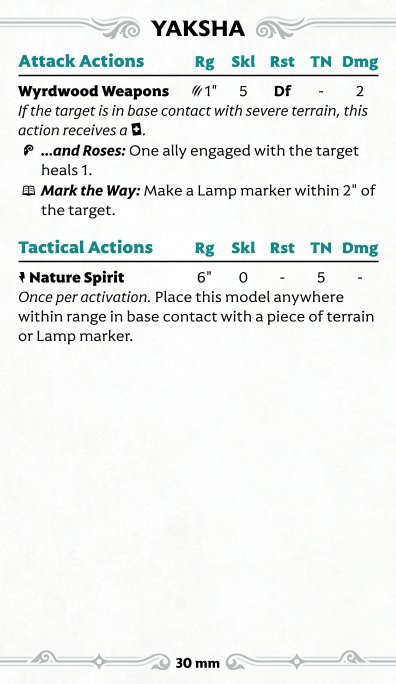 YAKSHA
Attack Actions Rg Skl Rst TN Dmg
Wyrdwood Weapons 1" 5 Df - 2
If the target is in base contact with severe terrain, this
action receives a .
...and Roses: One ally engaged with the target
heals 1.
Mark the Way: Make a Lamp marker within 2" of
the target.
Tactical Actions Rg Skl Rst TN Dmg
Nature Spirit 6" 0 - 5 -
Once per activation. Place this model anywhere
within range in base contact with a piece of terrain
or Lamp marker.
30 mm